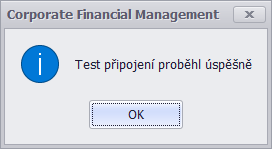 Corporate Financial Management
Test připojení proběhl úspěšně
OK